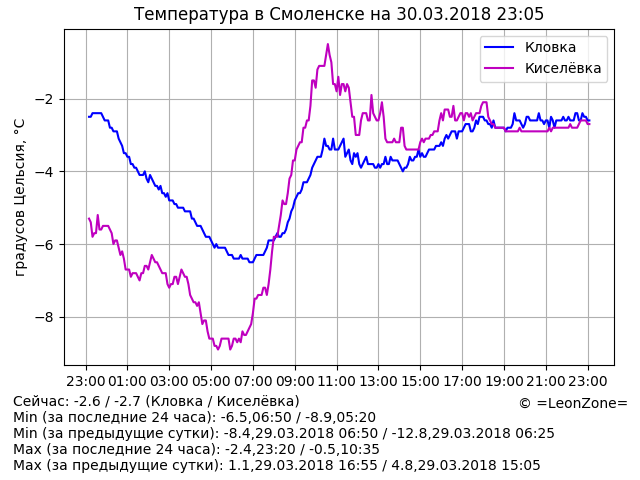 Температура в Смоленске на 30.03.2018 23:05
Кловка
Киселёвка
градусов Цельсия, °C
−2
−4
−6
−8
23:00 01:00 03:00 05:00 07:00 09:00 11:00 13:00 15:00 17:00 19:00 21:00 23:00
Сейчас: -2.6 / -2.7 (Кловка / Киселёвка)
© =LeonZone=
Min (за последние 24 часа): -6.5,06:50 / -8.9,05:20
Min (за предыдущие сутки): -8.4,29.03.2018 06:50 / -12.8,29.03.2018 06:25
Max (за последние 24 часа): -2.4,23:20 / -0.5,10:35
Max (за предыдущие сутки): 1.1,29.03.2018 16:55 / 4.8,29.03.2018 15:05